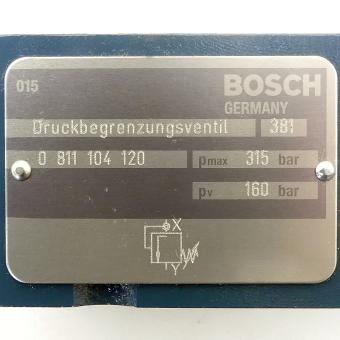 015 BOSCH
GERMANY
Druckbegrenzungsventil 381
0 811 104 120 pmax 315 bar
pv 160 bar
X
Y